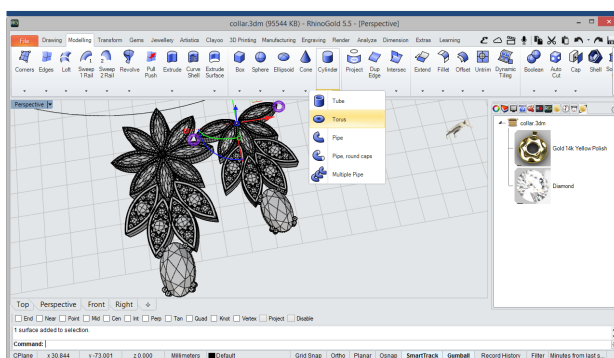 collar.3dm (95544 KB) - RhinoGold 5.5 - [Perspective]
File Drawing Modelling Transform Gems Jewellry Artistics Clayoo 3D Printing Manufacturing Engraving Render Analyze Dimension Extras Learning
Corners Edges Loft Sweep 1 Rail Sweep 2 Rail Revolve Pull Push Extrude Curve Shell Extrude Surface Box Sphere Ellipsoid Cone Cylinder Project Dup Edge Intersec Extend Fillet Offset Untrim Dynamic Tiling Boolean Auto Cut Cap Shell
Perspective
Tube
Torus
Pipe
Pipe, round caps
Multiple Pipe
collar.3dm
Gold 14k Yellow Polish
Diamond
Top Perspective Front Right
End Near Point Mid Cen Int Perp Tan Quad Knot Vertex Project Disable
1 surface added to selection.
Command:
CPlane x 30.844 y -73.001 z 0.000 Millimeters Default Grid Snap Ortho Planar Osnap SmartTrack Gumball Record History Filter Minutes from last s...